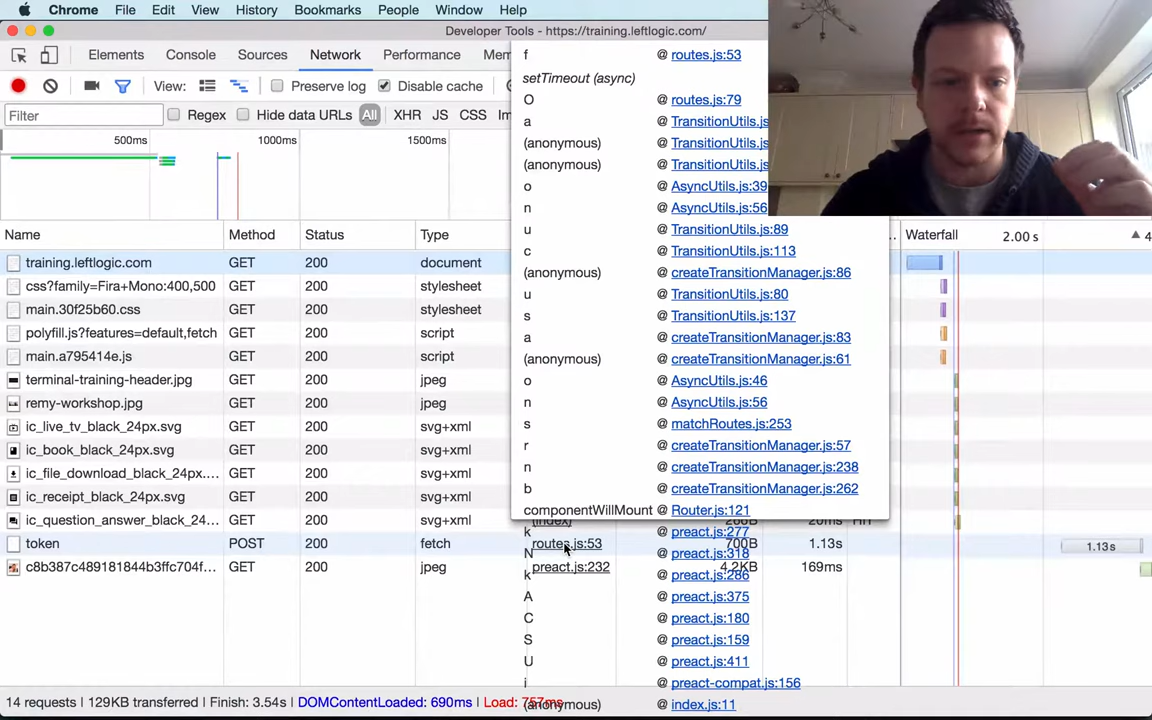 Chrome File Edit View History Bookmarks People Window Help
Developer Tools - https://training.leftlogic.com/
Elements Console Sources Network Performance Mem
View: Preserve log Disable cache
Filter Regex Hide data URLs All XHR JS CSS Im
500ms 1000ms 1500ms
Name Method Status Type Waterfall 2.00 s 4
training.leftlogic.com GET 200 document
css?family=Fira+Mono:400,500 GET 200 stylesheet
main.30f25b60.css GET 200 stylesheet
polyfill.js?features=default,fetch GET 200 script
main.a795414e.js GET 200 script
terminal-training-header.jpg GET 200 jpeg
remy-workshop.jpg GET 200 jpeg
ic_live_tv_black_24px.svg GET 200 svg+xml
ic_book_black_24px.svg GET 200 svg+xml
ic_file_download_black_24px.... GET 200 svg+xml
ic_receipt_black_24px.svg GET 200 svg+xml
ic_question_answer_black_24... GET 200 svg+xml (index)
token POST 200 fetch routes.js:53 700B 1.13s 1.13s
c8b387c489181844b3ffc704f... GET 200 jpeg preact.js:232 4.2KB 169ms
f @ routes.js:53
setTimeout (async)
O @ routes.js:79
a @ TransitionUtils.js
(anonymous) @ TransitionUtils.js
(anonymous) @ TransitionUtils.js
o @ AsyncUtils.js:39
n @ AsyncUtils.js:56
u @ TransitionUtils.js:89
c @ TransitionUtils.js:113
(anonymous) @ createTransitionManager.js:86
u @ TransitionUtils.js:80
s @ TransitionUtils.js:137
a @ createTransitionManager.js:83
(anonymous) @ createTransitionManager.js:61
o @ AsyncUtils.js:46
n @ AsyncUtils.js:56
s @ matchRoutes.js:253
r @ createTransitionManager.js:57
n @ createTransitionManager.js:238
b @ createTransitionManager.js:262
componentWillMount @ Router.js:121
k @ preact.js:277
N @ preact.js:318
k @ preact.js:286
A @ preact.js:375
C @ preact.js:180
S @ preact.js:159
U @ preact.js:411
i @ preact-compat.js:156
(anonymous) @ index.js:11
14 requests | 129KB transferred | Finish: 3.54s | DOMContentLoaded: 690ms | Load: 757ms